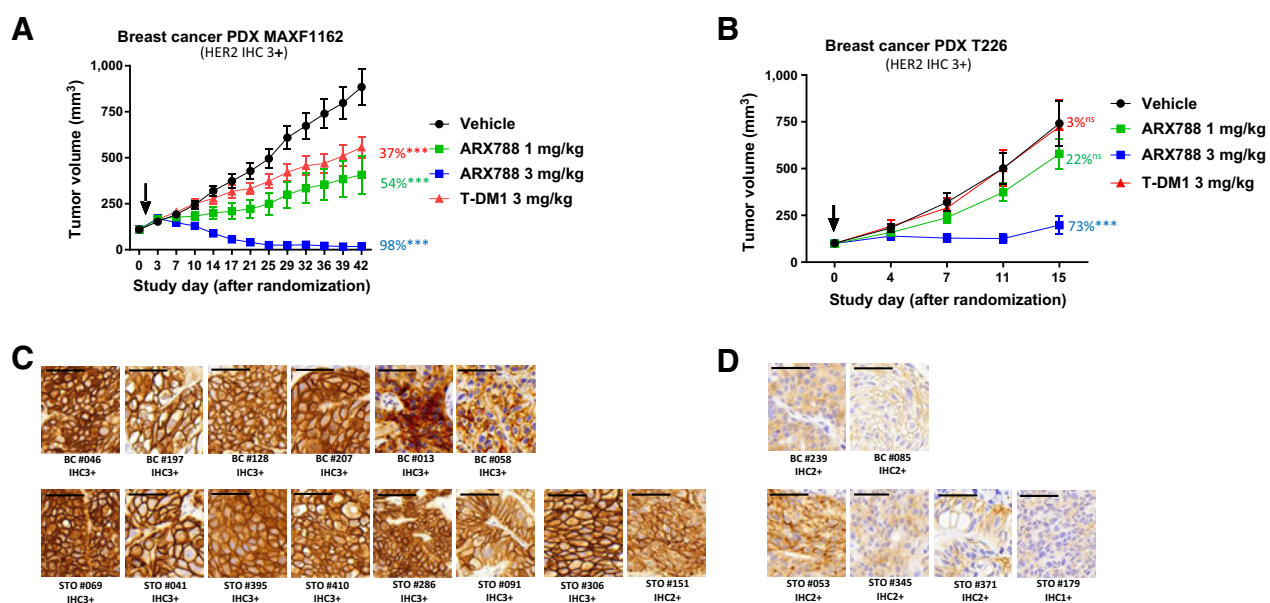 A
Breast cancer PDX MAXF1162
(HER2 IHC 3+)
Tumor volume (mm³)
1,000
750
500
250
0
0 3 7 10 14 17 21 25 29 32 36 39 42
Study day (after randomization)
37%***
54%***
98%***
Vehicle
ARX788 1 mg/kg
ARX788 3 mg/kg
T-DM1 3 mg/kg
B
Breast cancer PDX T226
(HER2 IHC 3+)
Tumor volume (mm³)
1,000
750
500
250
0
0 4 7 11 15
Study day (after randomization)
3%ns
22%ns
73%***
Vehicle
ARX788 1 mg/kg
ARX788 3 mg/kg
T-DM1 3 mg/kg
C
BC #046 BC #197 BC #128 BC #207 BC #013 BC #058
IHC3+ IHC3+ IHC3+ IHC3+ IHC3+ IHC3+
STO #069 STO #041 STO #395 STO #410 STO #286 STO #091 STO #306 STO #151
IHC3+ IHC3+ IHC3+ IHC3+ IHC3+ IHC3+ IHC3+ IHC2+
D
BC #239 BC #085
IHC2+ IHC2+
STO #053 STO #345 STO #371 STO #179
IHC2+ IHC2+ IHC2+ IHC1+